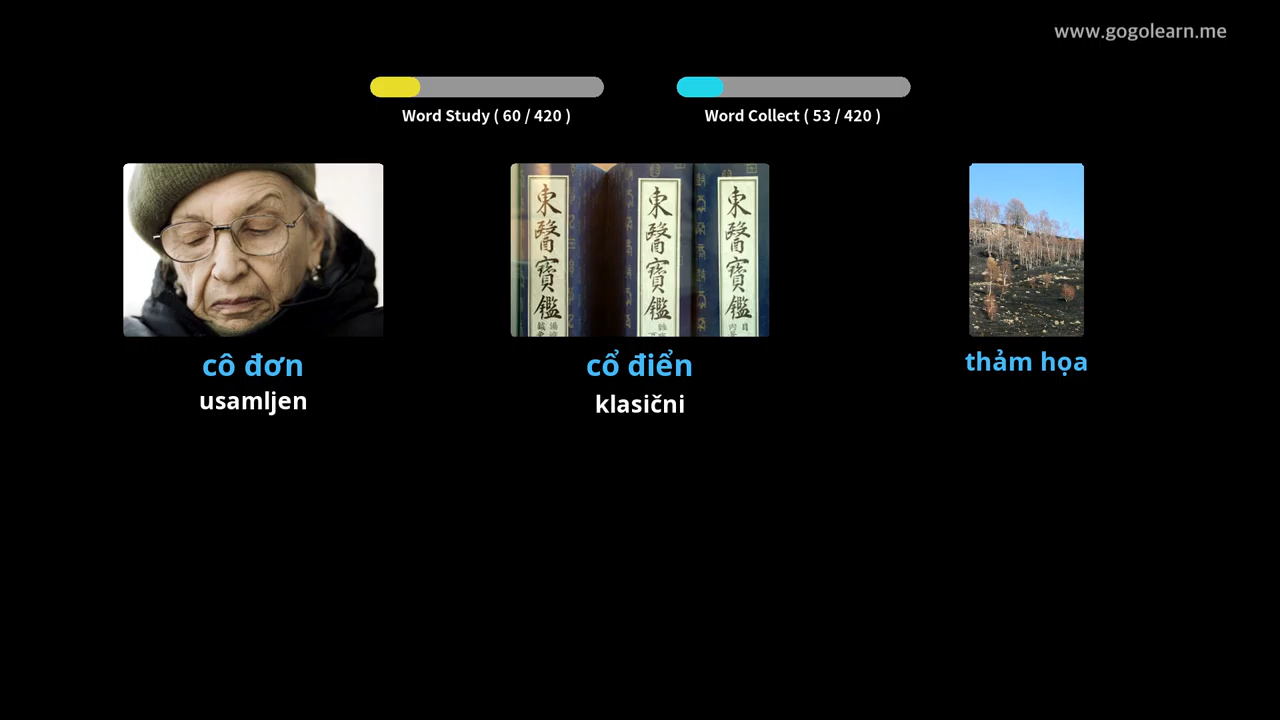 www.gogolearn.me
Word Study ( 60 / 420 )
Word Collect ( 53 / 420 )
東醫寶鑑
東醫寶鑑
東醫寶鑑
cô đơn
usamljen
cổ điển
klasični
thảm họa